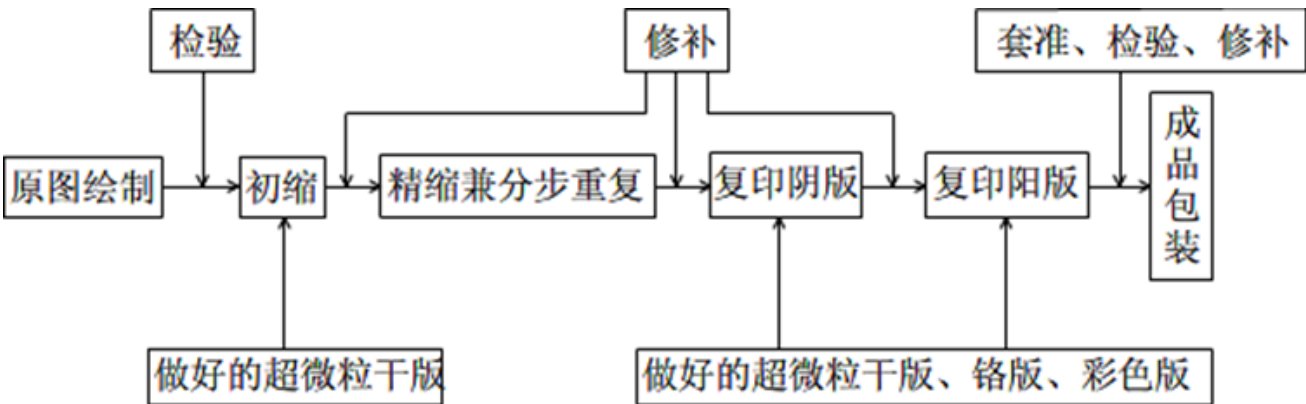 检验
修补
套准、检验、修补
原图绘制
初缩
精缩兼分步重复
复印阴版
复印阳版
成品包装
做好的超微粒干版
做好的超微粒干版、铬版、彩色版